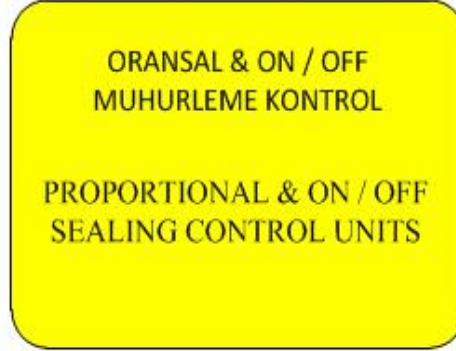 ORANSAL & ON / OFF
MUHURLEME KONTROL
PROPORTIONAL & ON / OFF
SEALING CONTROL UNITS